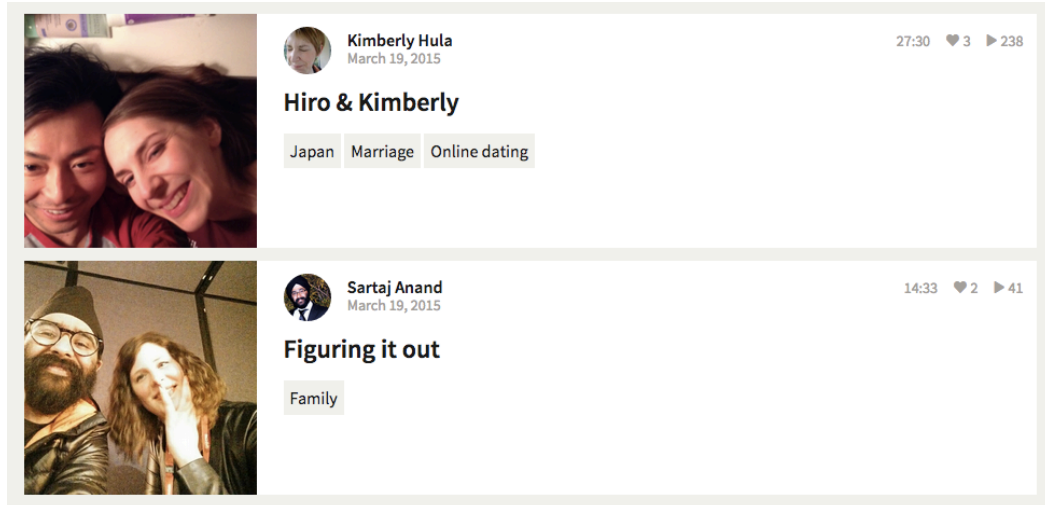 Kimberly Hula
March 19, 2015
27:30 3 238
Hiro & Kimberly
Japan Marriage Online dating
Sartaj Anand
March 19, 2015
14:33 2 41
Figuring it out
Family